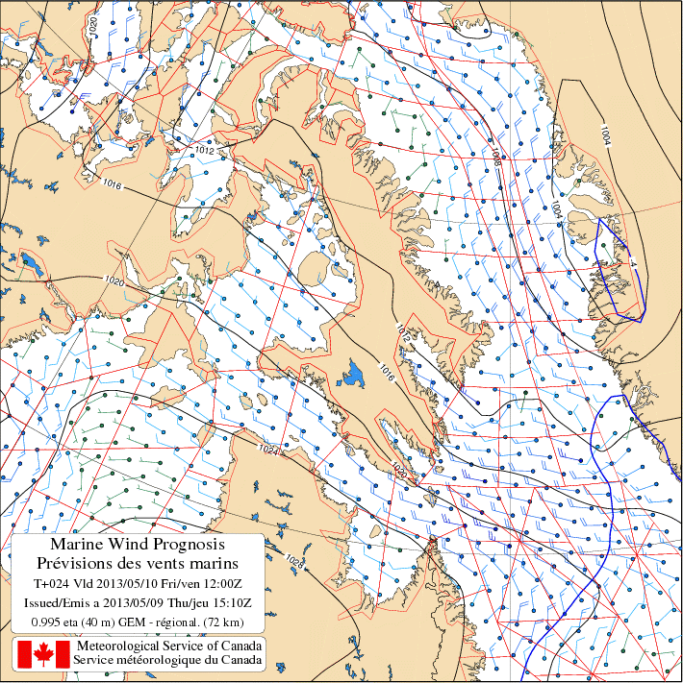 1020
1012
1016
1008
1004
1004
-4
1020
1012
1016
1024
1020
1028
Marine Wind Prognosis
Prévisions des vents marins
T+024 Vld 2013/05/10 Fri/ven 12:00Z
Issued/Emis a 2013/05/09 Thu/jeu 15:10Z
0.995 eta (40 m) GEM - régional. (72 km)
Meteorological Service of Canada
Service météorologique du Canada